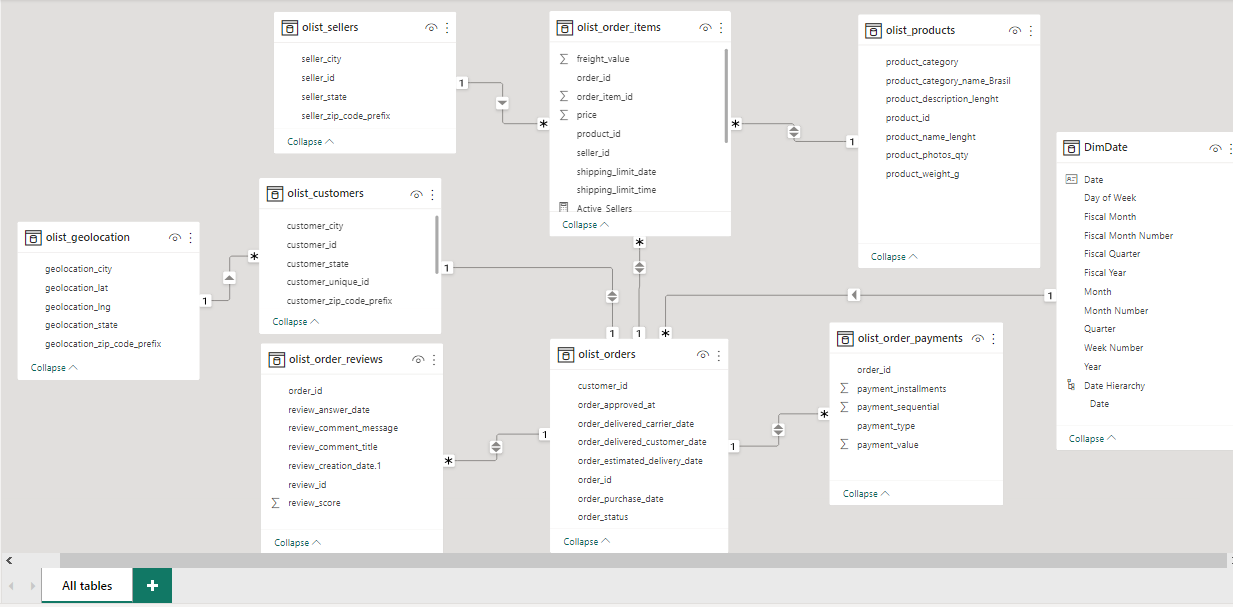 olist_sellers
seller_city
seller_id
seller_state
seller_zip_code_prefix
Collapse
olist_order_items
freight_value
order_id
order_item_id
price
product_id
seller_id
shipping_limit_date
shipping_limit_time
Active Sellers
Collapse
olist_products
product_category
product_category_name_Brasil
product_description_lenght
product_id
product_name_lenght
product_photos_qty
product_weight_g
Collapse
DimDate
Date
Day of Week
Fiscal Month
Fiscal Month Number
Fiscal Quarter
Fiscal Year
Month
Month Number
Quarter
Week Number
Year
Date Hierarchy
Date
Collapse
olist_customers
customer_city
customer_id
customer_state
customer_unique_id
customer_zip_code_prefix
Collapse
olist_geolocation
geolocation_city
geolocation_lat
geolocation_lng
geolocation_state
geolocation_zip_code_prefix
Collapse
olist_order_reviews
order_id
review_answer_date
review_comment_message
review_comment_title
review_creation_date.1
review_id
review_score
Collapse
olist_orders
customer_id
order_approved_at
order_delivered_carrier_date
order_delivered_customer_date
order_estimated_delivery_date
order_id
order_purchase_date
order_status
Collapse
olist_order_payments
order_id
payment_installments
payment_sequential
payment_type
payment_value
Collapse
1
*
*
1
1
*
1
1
*
1
1
*
1
*
1
*
All tables
+